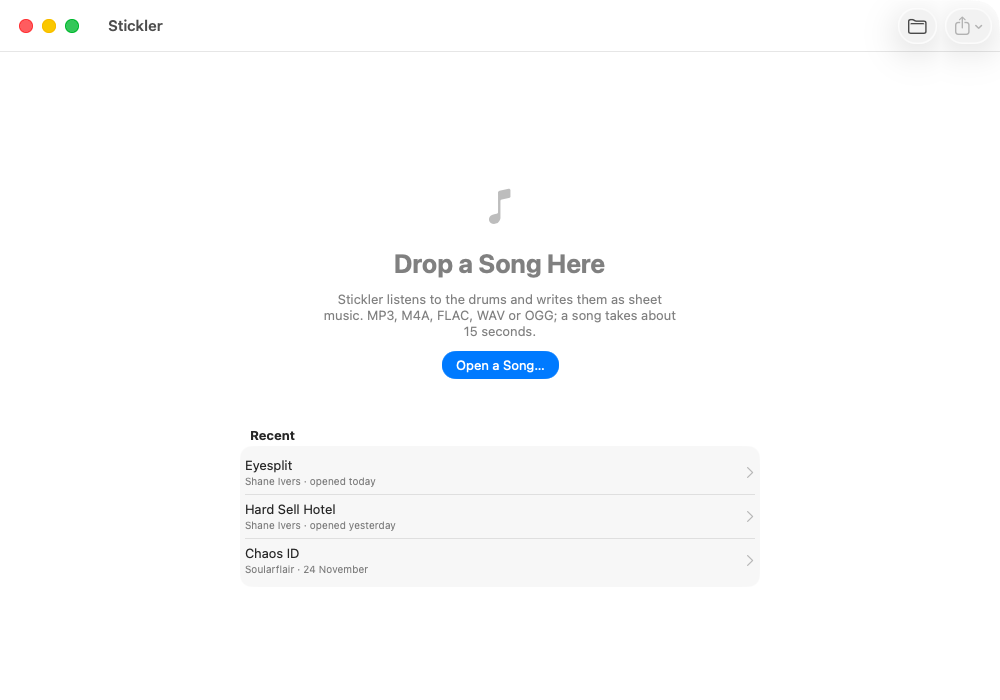 Stickler
Drop a Song Here
Stickler listens to the drums and writes them as sheet
music. MP3, M4A, FLAC, WAV or OGG; a song takes about
15 seconds.
Open a Song…
Recent
Eyesplit
Shane Ivers · opened today
Hard Sell Hotel
Shane Ivers · opened yesterday
Chaos ID
Soularflair · 24 November